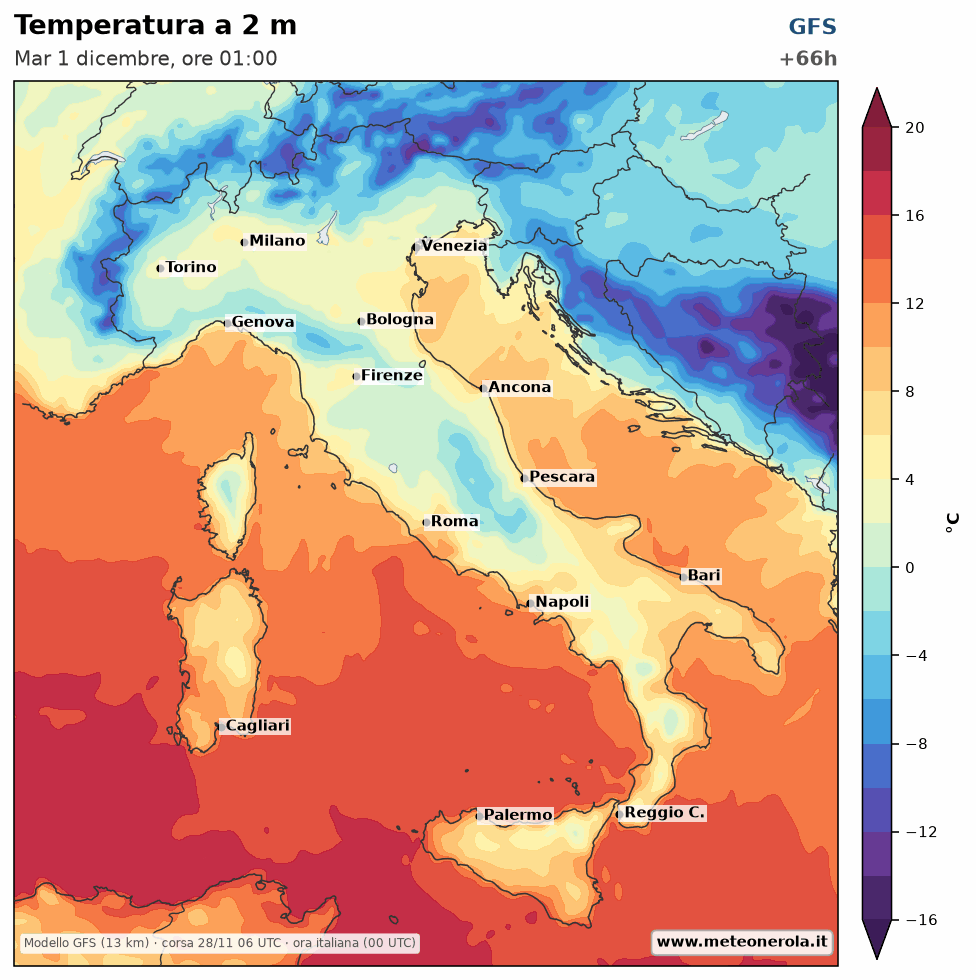 Temperatura a 2 m
GFS
Mar 1 dicembre, ore 01:00
+66h
Milano
Venezia
Torino
Genova
Bologna
Firenze
Ancona
Pescara
Roma
Bari
Napoli
Cagliari
Palermo
Reggio C.
20
16
12
8
4
0
−4
−8
−12
−16
°C
Modello GFS (13 km) · corsa 28/11 06 UTC · ora italiana (00 UTC)
www.meteonerola.it